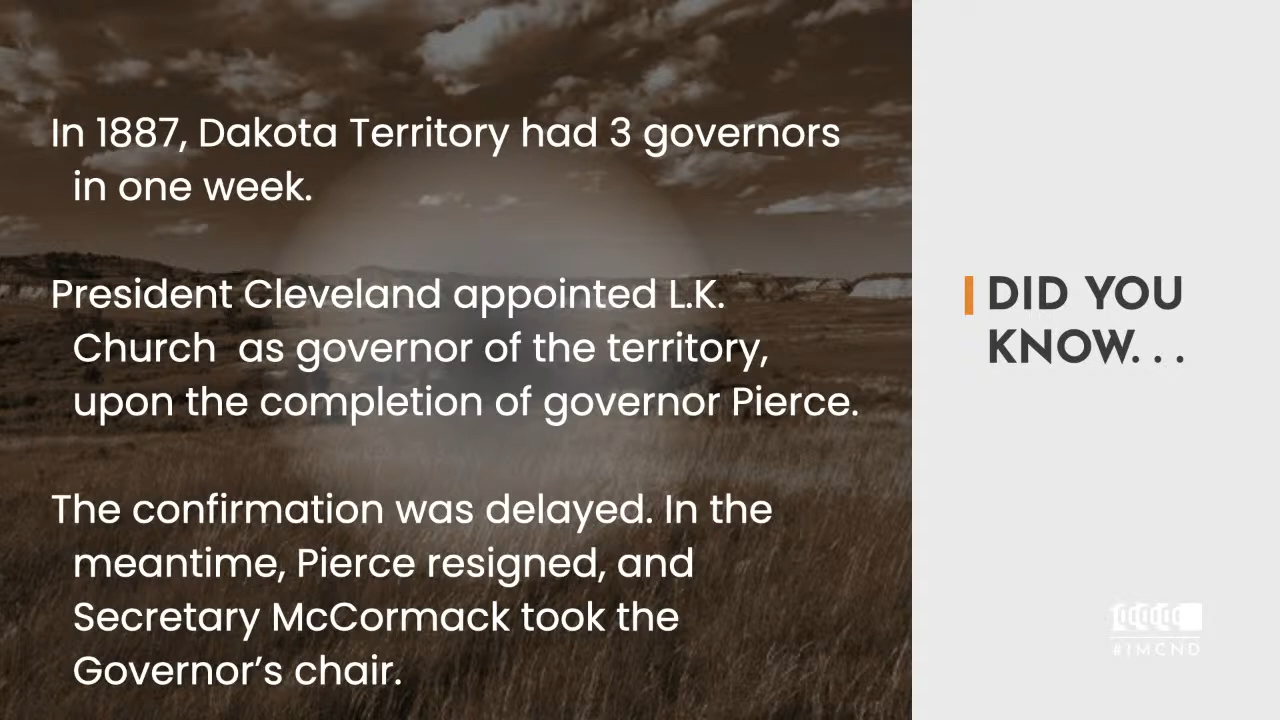 In 1887, Dakota Territory had 3 governors
in one week.
President Cleveland appointed L.K.
Church as governor of the territory,
upon the completion of governor Pierce.
The confirmation was delayed. In the
meantime, Pierce resigned, and
Secretary McCormack took the
Governor's chair.
DID YOU
KNOW. . .
#IMCND